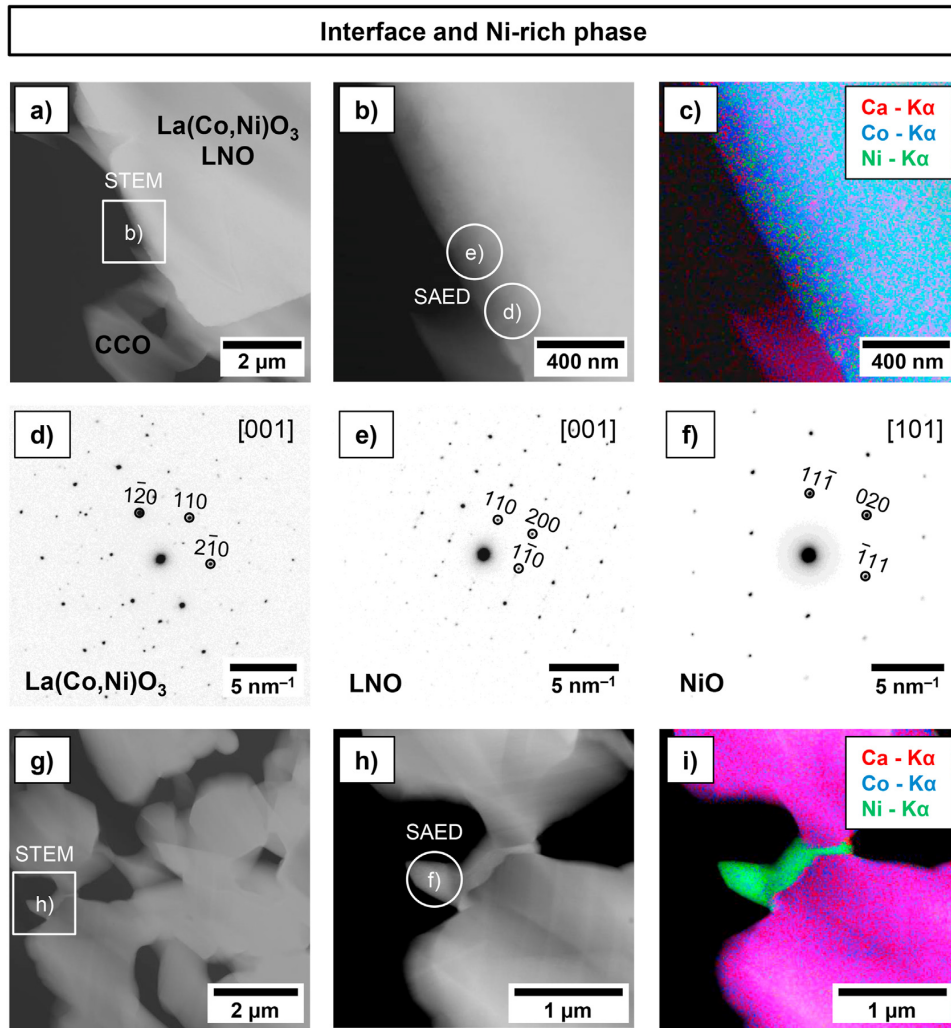 Interface and Ni-rich phase
a)
La(Co,Ni)O₃
LNO
STEM
b)
CCO
2 µm
b)
e)
SAED
d)
400 nm
c)
Ca - Kα
Co - Kα
Ni - Kα
400 nm
d)
[001]
12̄0
110
21̄0
La(Co,Ni)O₃
5 nm⁻¹
e)
[001]
110
200
11̄0
LNO
5 nm⁻¹
f)
[101]
111̄
020
1̄11
NiO
5 nm⁻¹
g)
STEM
h)
2 µm
h)
SAED
f)
1 µm
i)
Ca - Kα
Co - Kα
Ni - Kα
1 µm